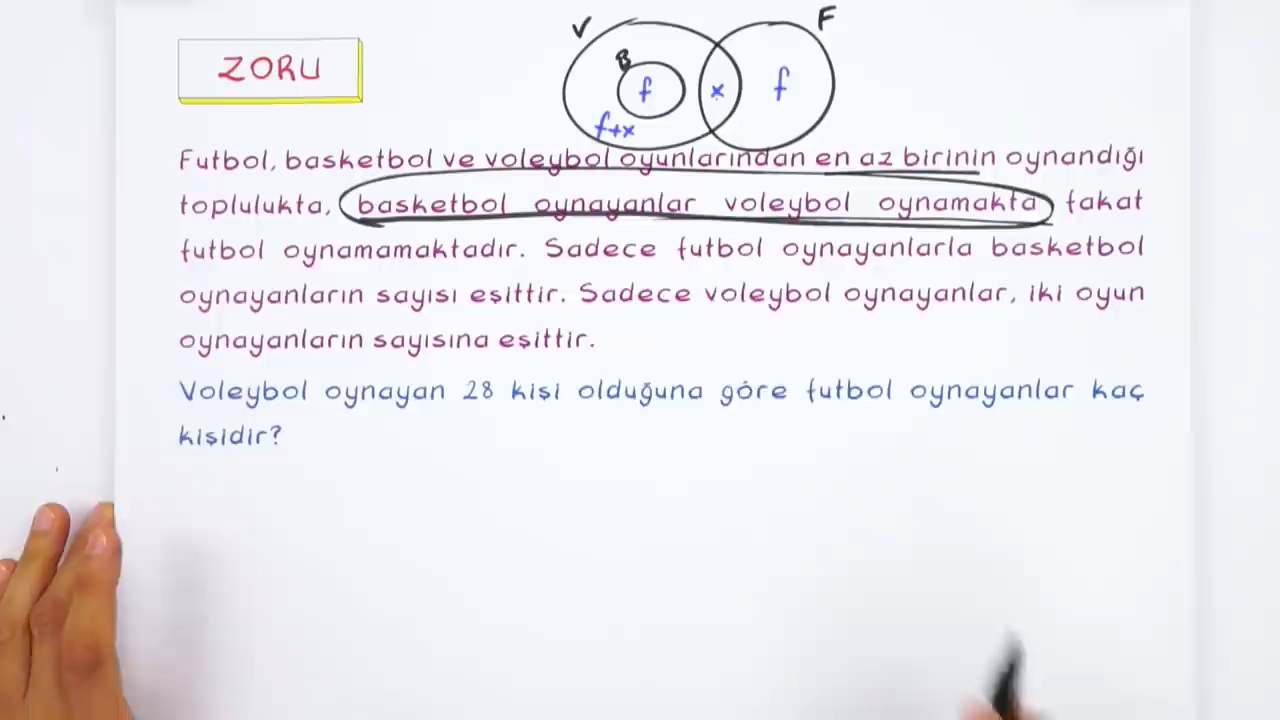 ZORU
V
F
B
f
x
f
f+x
Futbol, basketbol ve voleybol oyunlarından en az birinin oynandığı
toplulukta, basketbol oynayanlar voleybol oynamakta fakat
futbol oynamamaktadır. Sadece futbol oynayanlarla basketbol
oynayanların sayısı eşittir. Sadece voleybol oynayanlar, iki oyun
oynayanların sayısına eşittir.
Voleybol oynayan 28 kişi olduğuna göre futbol oynayanlar kaç
kişidir?